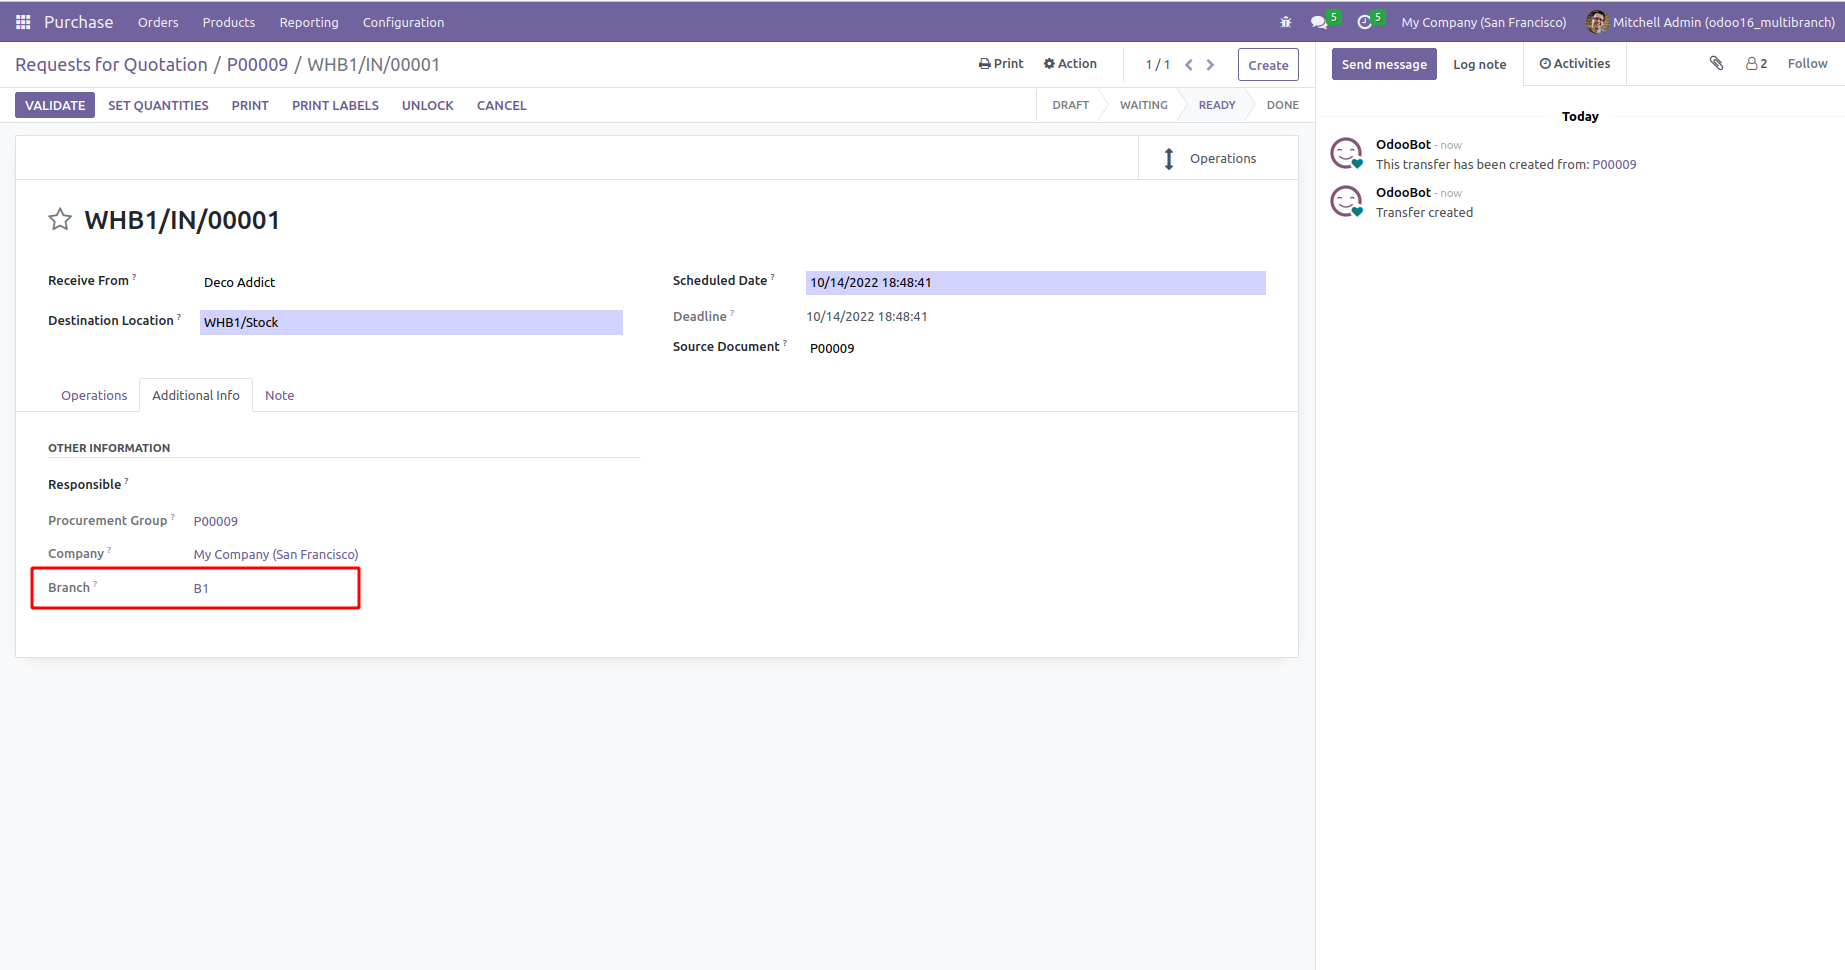 Purchase Orders Products Reporting Configuration 5 5 My Company (San Francisco) Mitchell Admin (odoo16_multibranch)
Requests for Quotation / P00009 / WHB1/IN/00001 Print Action 1 / 1 Create
VALIDATE SET QUANTITIES PRINT PRINT LABELS UNLOCK CANCEL DRAFT WAITING READY DONE
Operations
WHB1/IN/00001
Receive From ? Deco Addict
Destination Location ? WHB1/Stock
Scheduled Date ? 10/14/2022 18:48:41
Deadline ? 10/14/2022 18:48:41
Source Document ? P00009
Operations Additional Info Note
OTHER INFORMATION
Responsible ?
Procurement Group ? P00009
Company ? My Company (San Francisco)
Branch ? B1
Send message Log note Activities 2 Follow
Today
OdooBot - now
This transfer has been created from: P00009
OdooBot - now
Transfer created